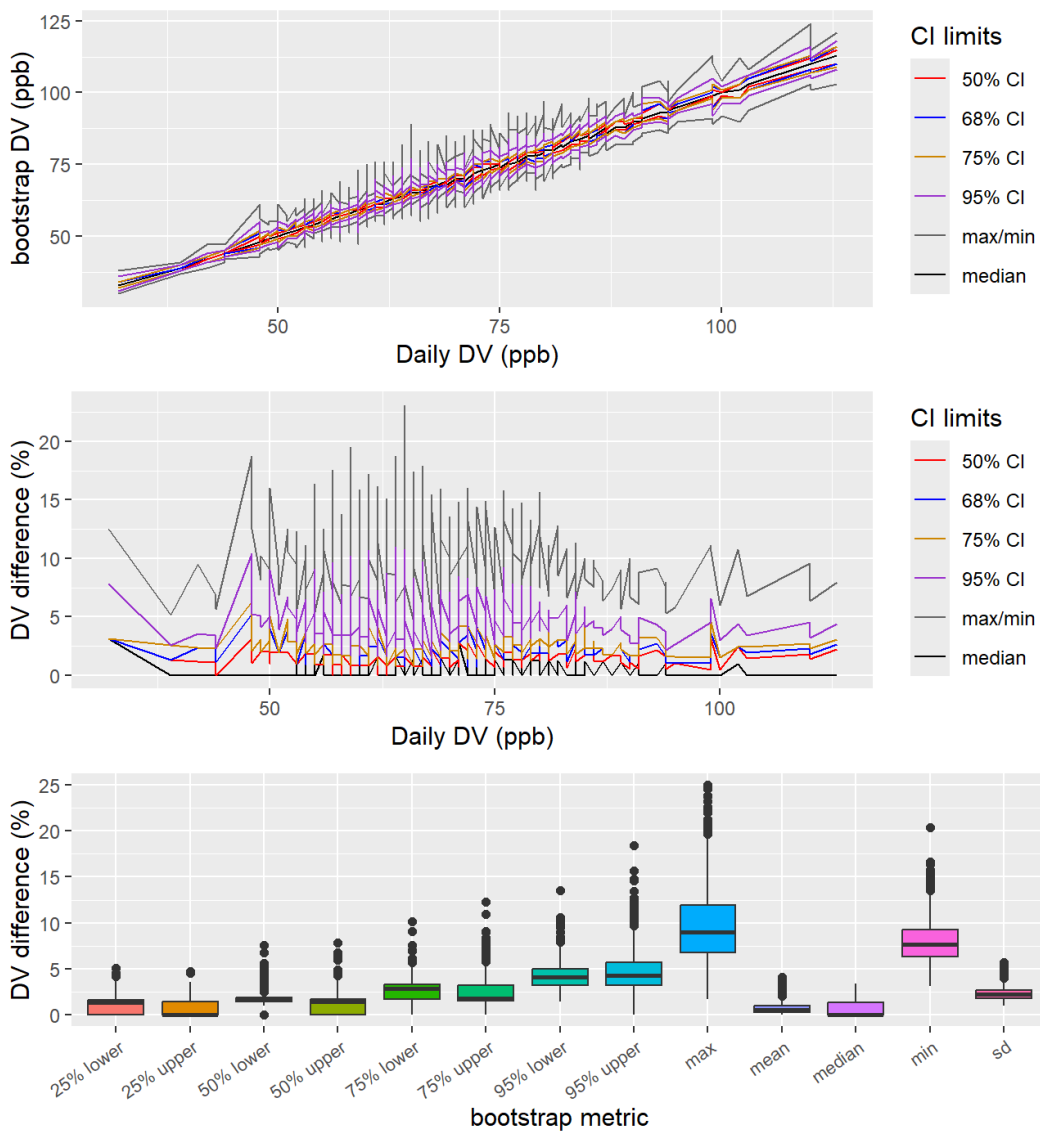 125
100
75
50
bootstrap DV (ppb)
50
75
100
Daily DV (ppb)
CI limits
50% CI
68% CI
75% CI
95% CI
max/min
median
20
15
10
5
0
DV difference (%)
50
75
100
Daily DV (ppb)
CI limits
50% CI
68% CI
75% CI
95% CI
max/min
median
25
20
15
10
5
0
DV difference (%)
25% lower
25% upper
50% lower
50% upper
75% lower
75% upper
95% lower
95% upper
max
mean
median
min
sd
bootstrap metric